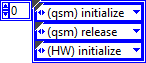 0
(qsm) initialize
(qsm) release
(HW) initialize